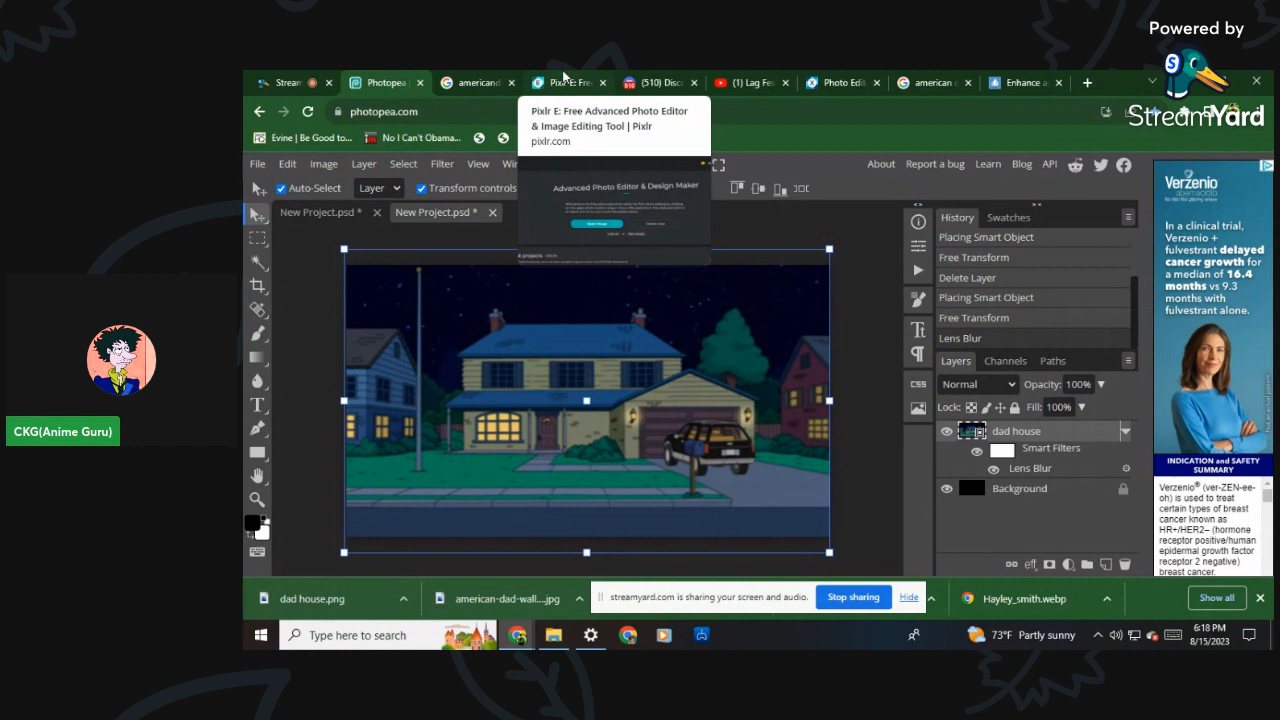 Powered by
StreamYard
Stream
Photopea
americand
Pixlr E: Free
(510) Disco
(1) Lag Fes
Photo Edit
american
Enhance a
photopea.com
Evine | Be Good to...
No I Can't Obama...
Pixlr E: Free Advanced Photo Editor
& Image Editing Tool | Pixlr
pixlr.com
Advanced Photo Editor & Design Maker
File Edit Image Layer Select Filter View
About Report a bug Learn Blog API
Auto-Select
Layer
Transform controls
New Project.psd *
New Project.psd *
History Swatches
Placing Smart Object
Free Transform
Delete Layer
Placing Smart Object
Free Transform
Lens Blur
Layers Channels Paths
Normal
Opacity: 100%
Lock:
Fill: 100%
dad house
Smart Filters
Lens Blur
Background
CSS
eff
Verzenio
abemaciclib
In a clinical trial,
Verzenio +
fulvestrant delayed
cancer growth for
a median of 16.4
months vs 9.3
months with
fulvestrant alone.
INDICATION and SAFETY
SUMMARY
Verzenio® (ver-ZEN-ee-
oh) is used to treat
certain types of breast
cancer known as
HR+/HER2– (hormone
receptor positive/human
epidermal growth factor
receptor 2 negative)
breast cancer.
CKG(Anime Guru)
dad house.png
american-dad-wall....jpg
streamyard.com is sharing your screen and audio.
Stop sharing
Hide
Hayley_smith.webp
Show all
Type here to search
73°F Partly sunny
6:18 PM
8/15/2023